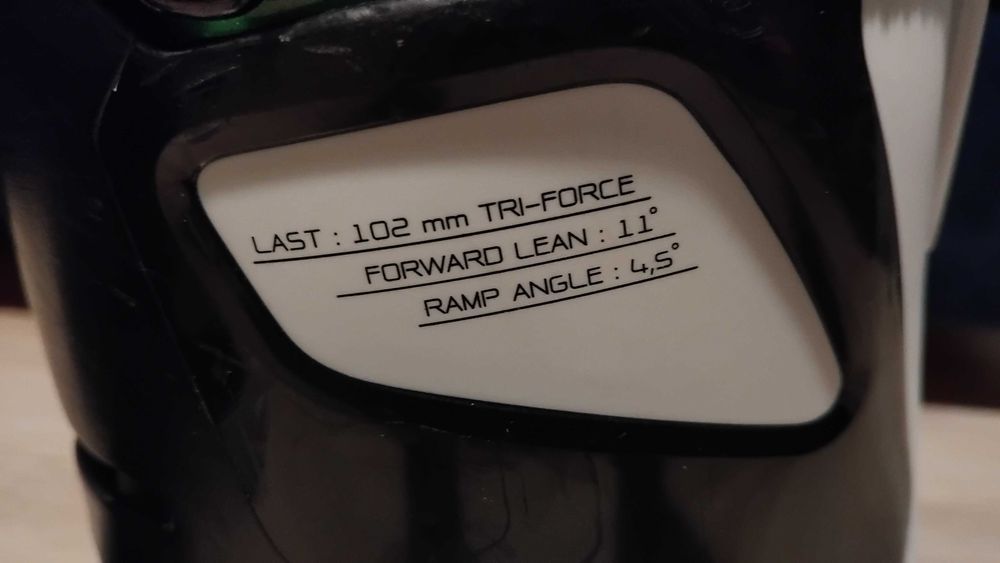 LAST : 102 mm TRI-FORCE
FORWARD LEAN : 11°
RAMP ANGLE : 4,5°